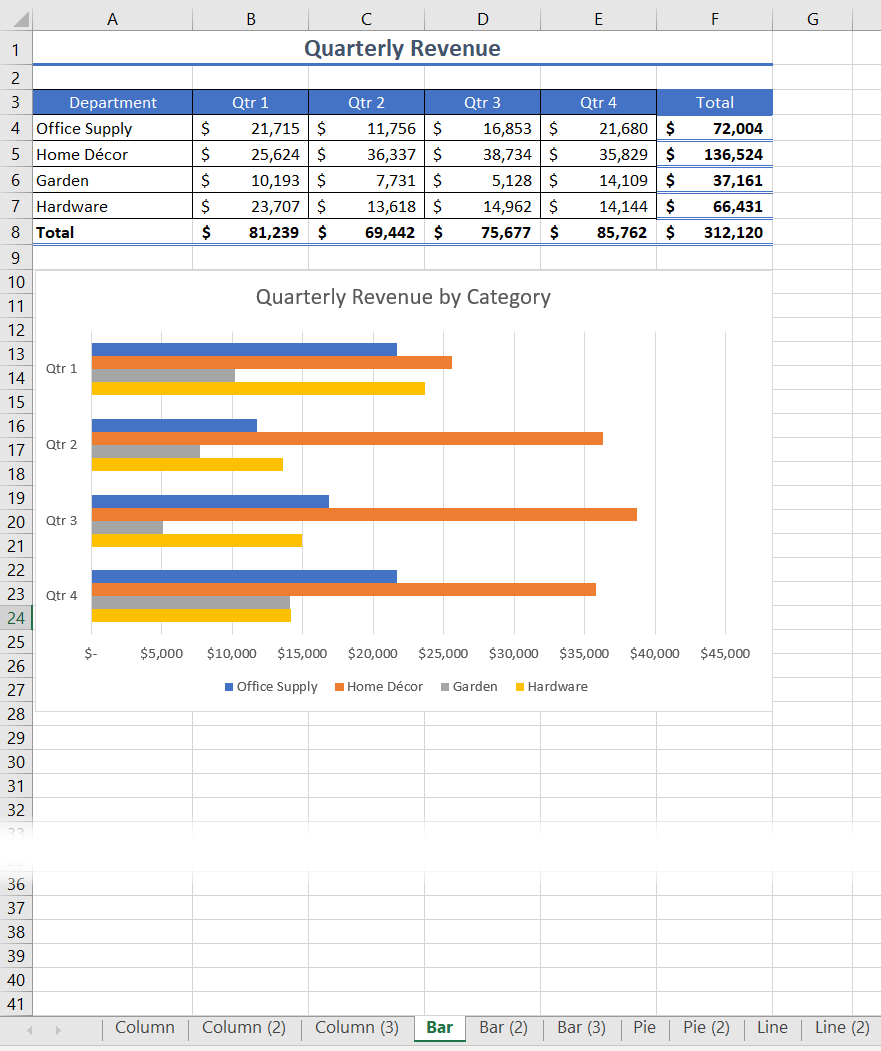 A B C D E F G
1 Quarterly Revenue
2
3 Department Qtr 1 Qtr 2 Qtr 3 Qtr 4 Total
4 Office Supply $ 21,715 $ 11,756 $ 16,853 $ 21,680 $ 72,004
5 Home Décor $ 25,624 $ 36,337 $ 38,734 $ 35,829 $ 136,524
6 Garden $ 10,193 $ 7,731 $ 5,128 $ 14,109 $ 37,161
7 Hardware $ 23,707 $ 13,618 $ 14,962 $ 14,144 $ 66,431
8 Total $ 81,239 $ 69,442 $ 75,677 $ 85,762 $ 312,120
9
10
Quarterly Revenue by Category
11
12
13
Qtr 1
14
15
16
17
Qtr 2
18
19
20
Qtr 3
21
22
23
Qtr 4
24
25
$- $5,000 $10,000 $15,000 $20,000 $25,000 $30,000 $35,000 $40,000 $45,000
26
27
Office Supply Home Décor Garden Hardware
28
29
30
31
32
33
36
37
38
39
40
41
Column Column (2) Column (3) Bar Bar (2) Bar (3) Pie Pie (2) Line Line (2)